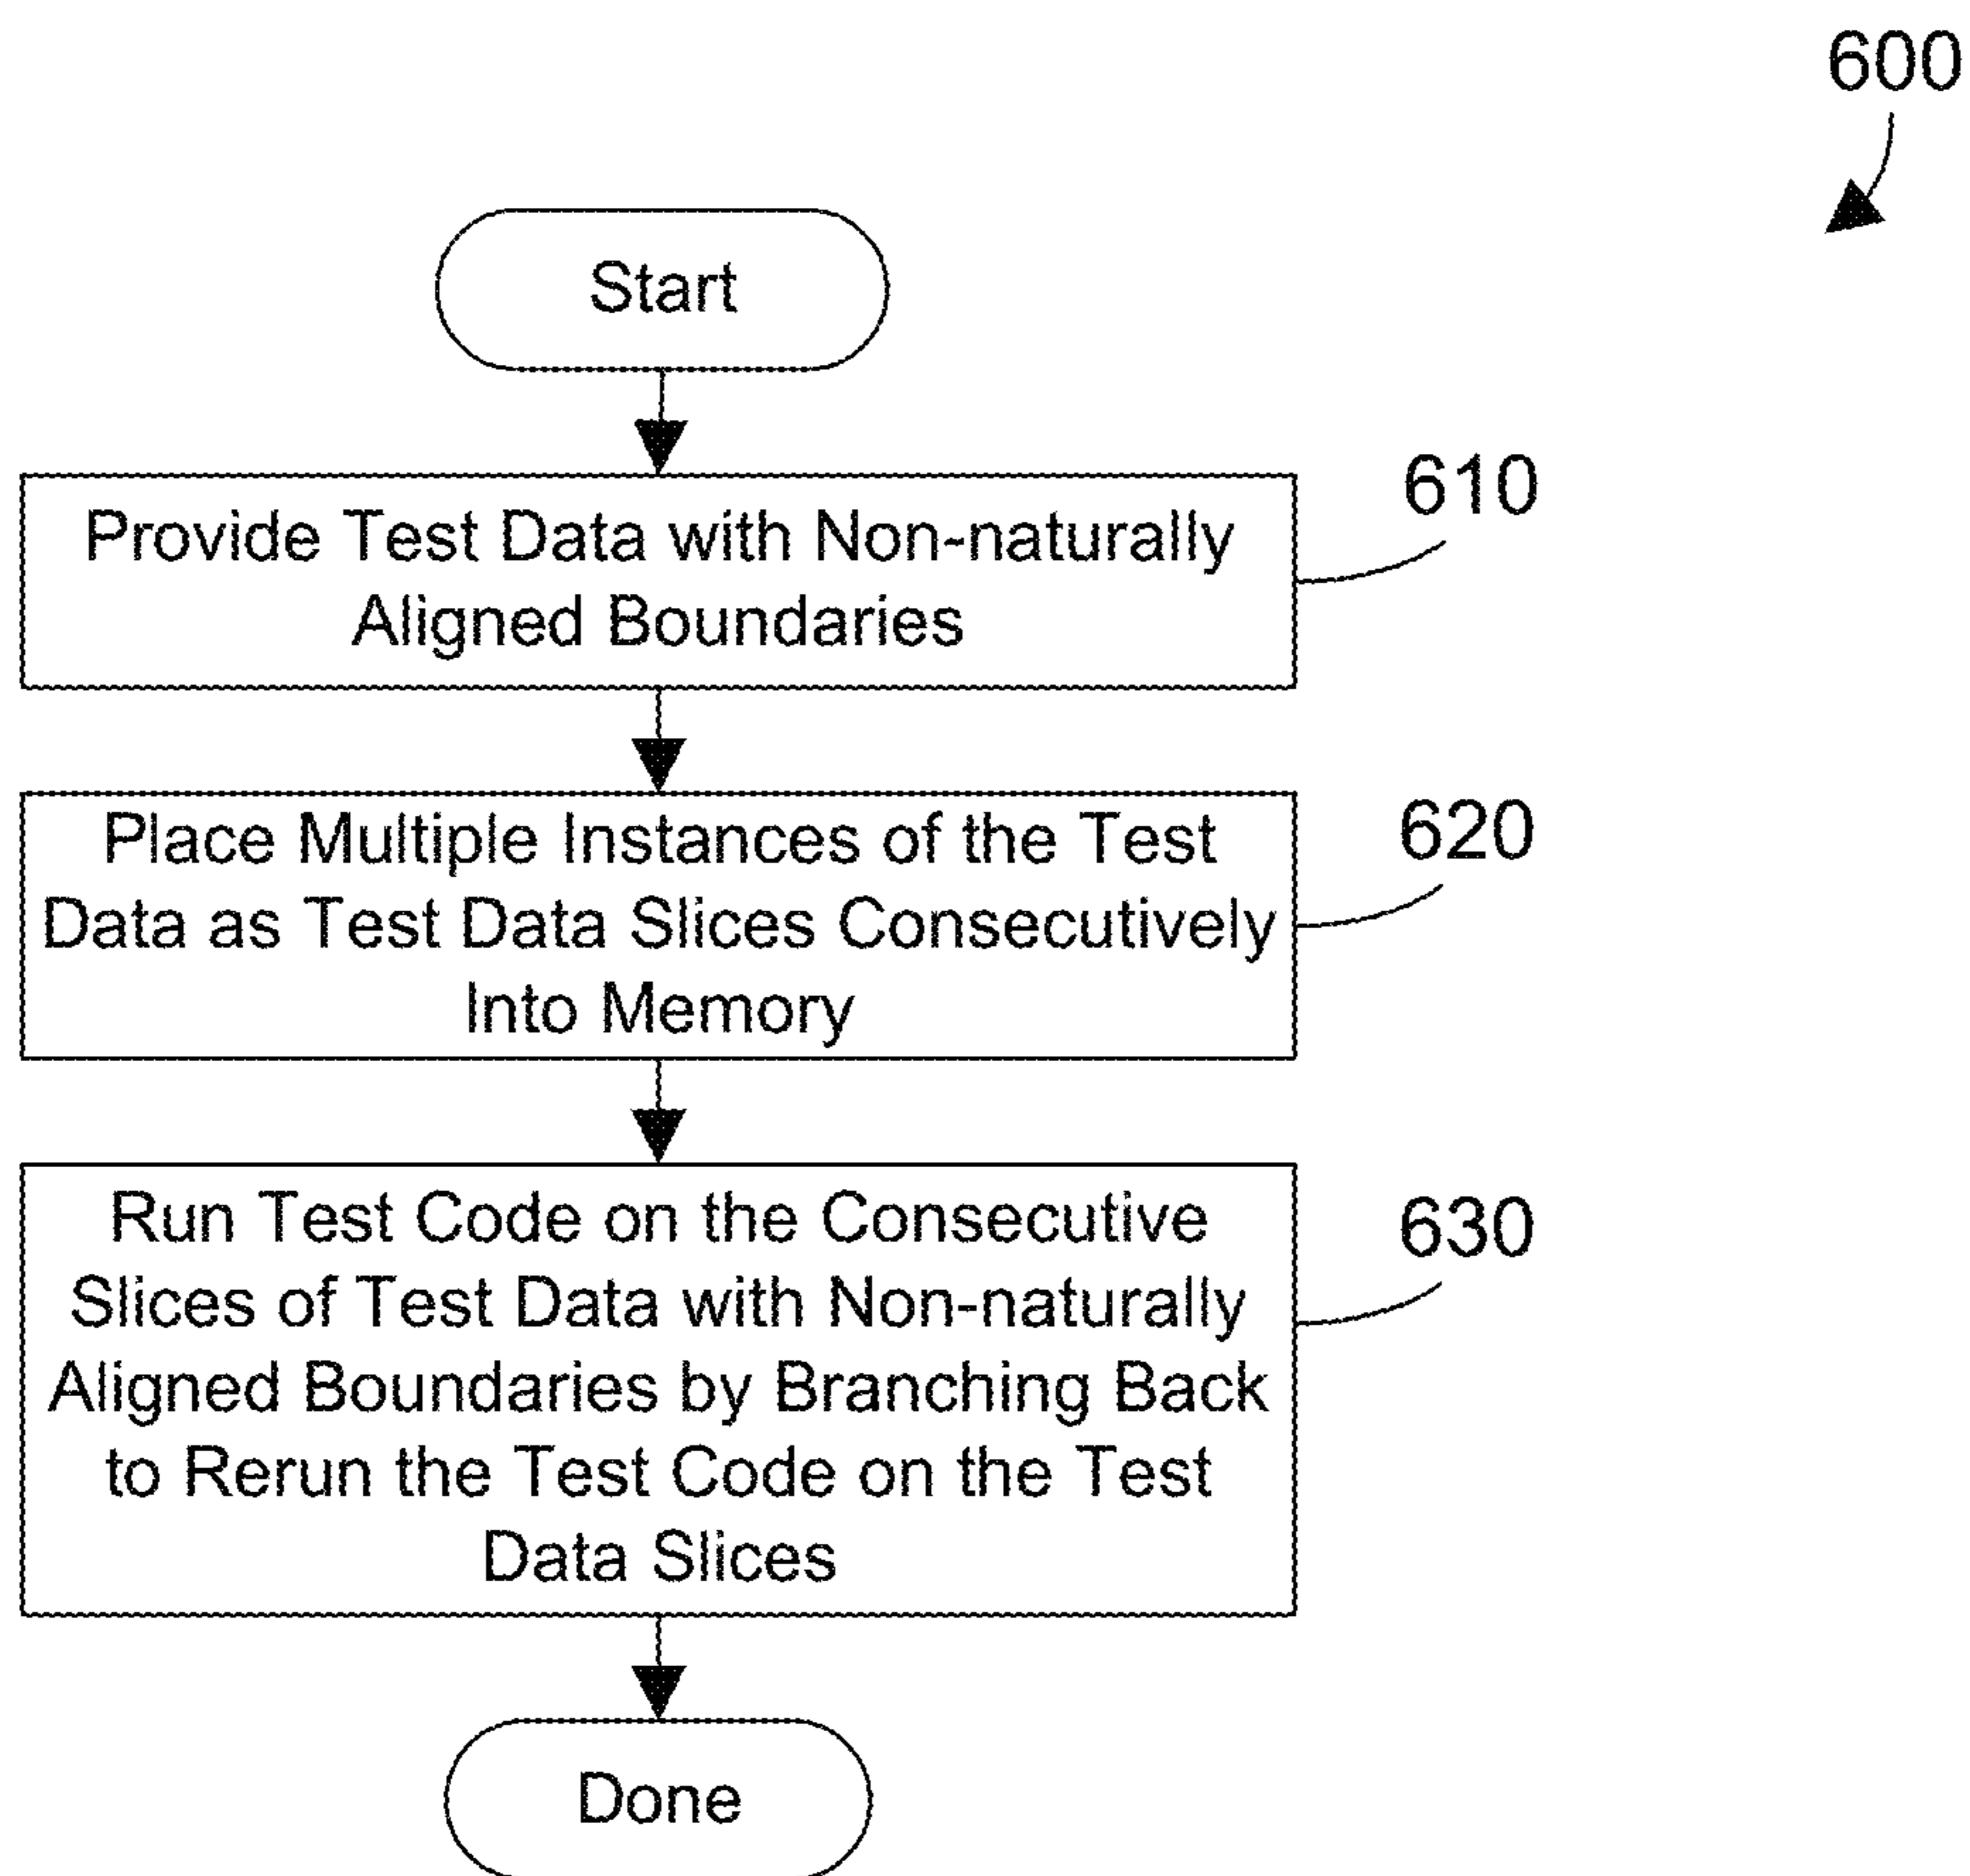 600
Start
610
Provide Test Data with Non-naturally
Aligned Boundaries
620
Place Multiple Instances of the Test
Data as Test Data Slices Consecutively
Into Memory
630
Run Test Code on the Consecutive
Slices of Test Data with Non-naturally
Aligned Boundaries by Branching Back
to Rerun the Test Code on the Test
Data Slices
Done